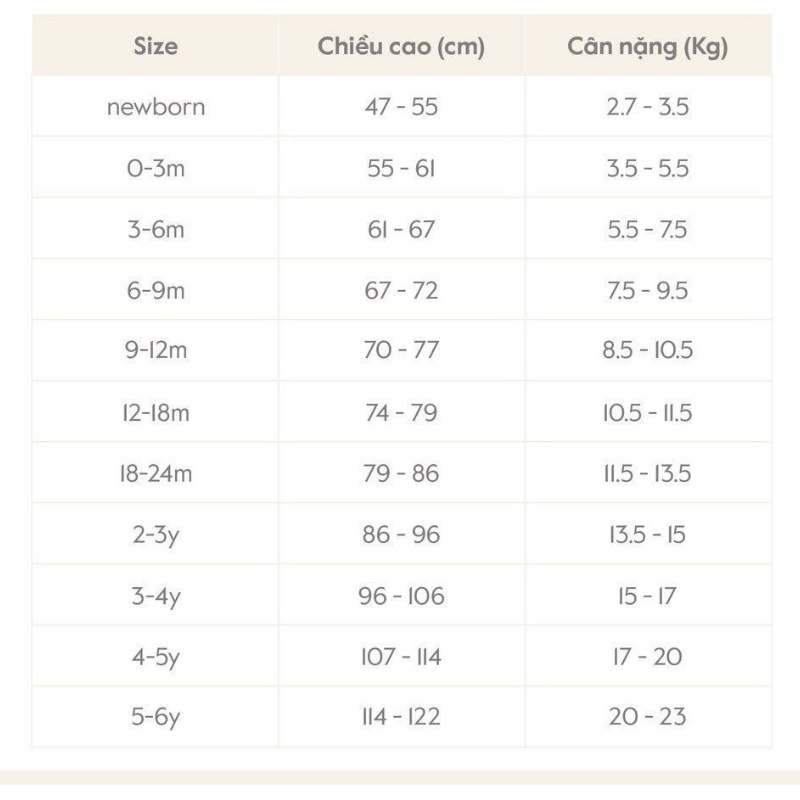 Size Chiều cao (cm) Cân nặng (Kg)
newborn 47 - 55 2.7 - 3.5
0-3m 55 - 61 3.5 - 5.5
3-6m 61 - 67 5.5 - 7.5
6-9m 67 - 72 7.5 - 9.5
9-12m 70 - 77 8.5 - 10.5
12-18m 74 - 79 10.5 - 11.5
18-24m 79 - 86 11.5 - 13.5
2-3y 86 - 96 13.5 - 15
3-4y 96 - 106 15 - 17
4-5y 107 - 114 17 - 20
5-6y 114 - 122 20 - 23